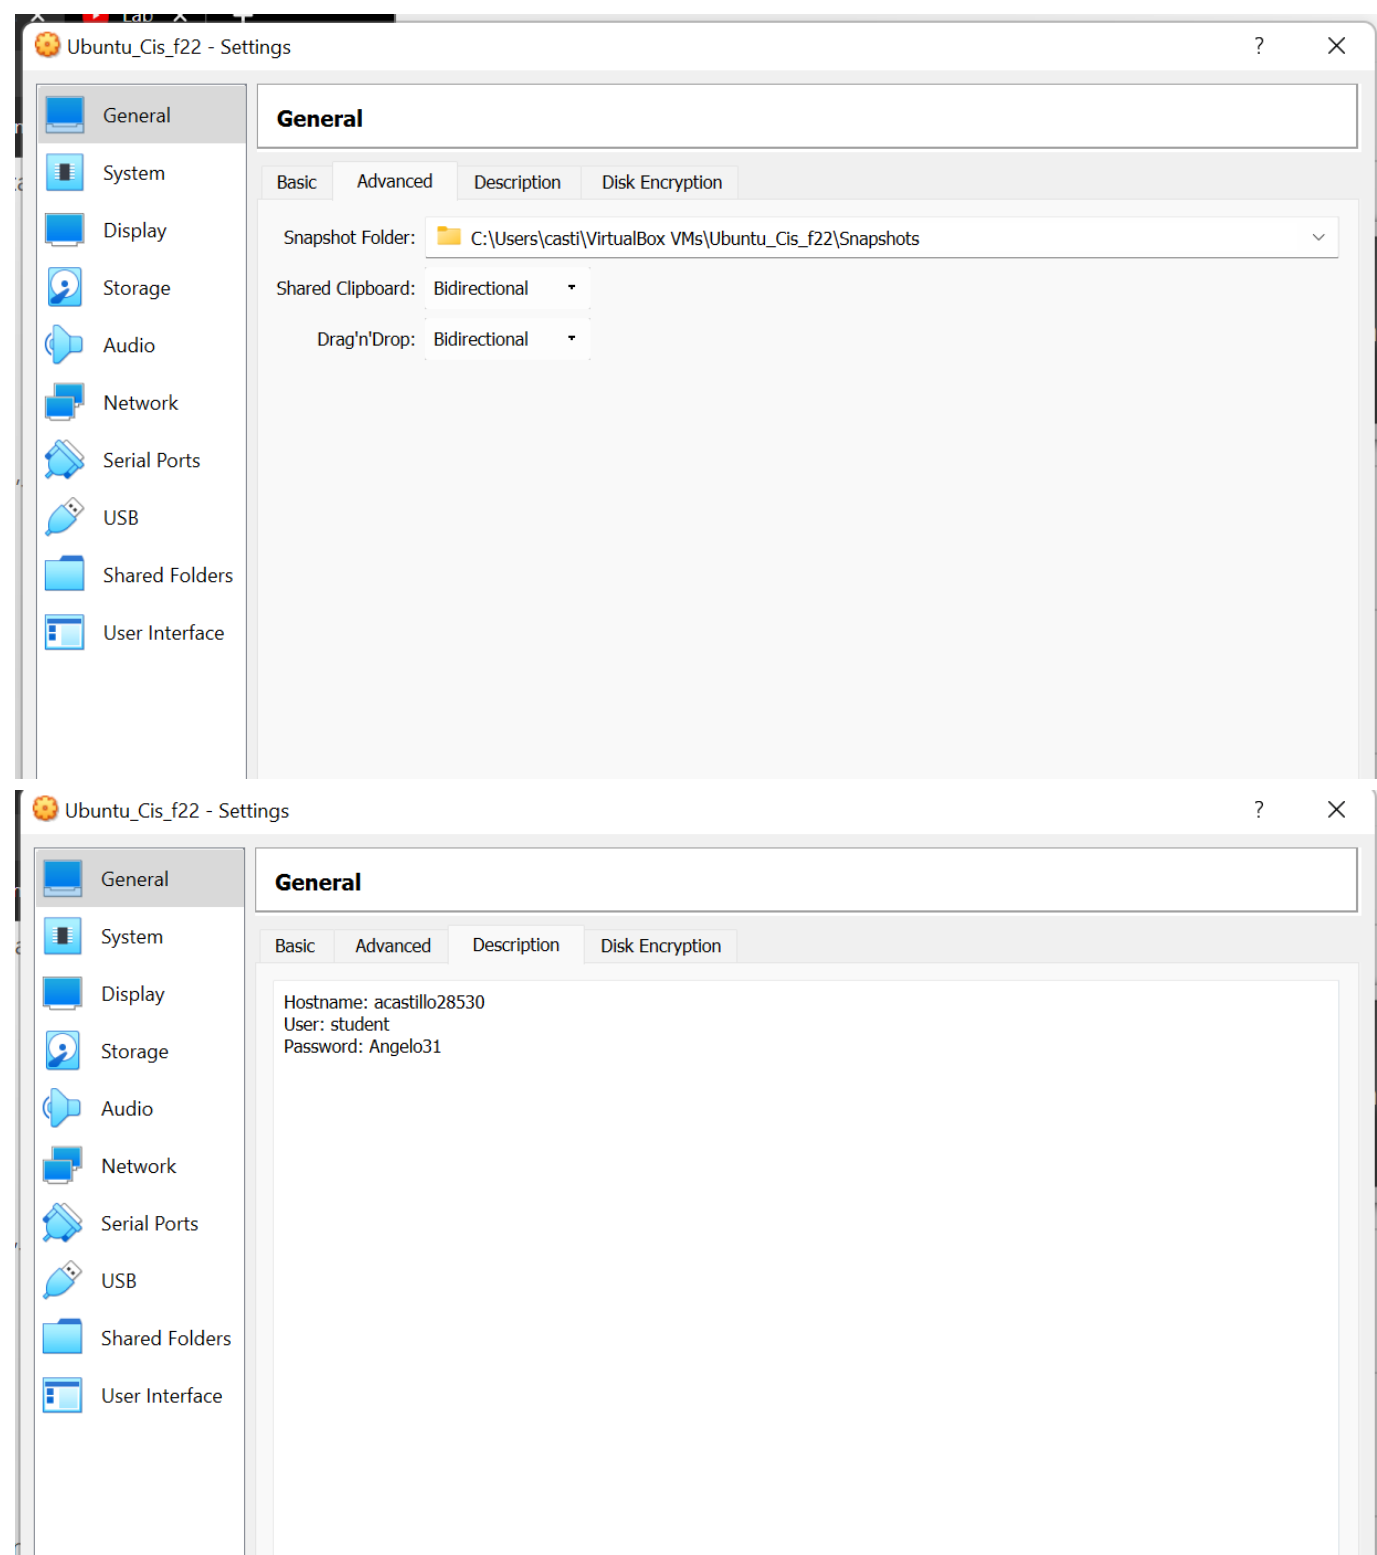 Lab
Ubuntu_Cis_f22 - Settings
?
General
System
Display
Storage
Audio
Network
Serial Ports
USB
Shared Folders
User Interface
General
Basic Advanced Description Disk Encryption
Snapshot Folder: C:\Users\casti\VirtualBox VMs\Ubuntu_Cis_f22\Snapshots
Shared Clipboard: Bidirectional
Drag'n'Drop: Bidirectional
Ubuntu_Cis_f22 - Settings
?
General
System
Display
Storage
Audio
Network
Serial Ports
USB
Shared Folders
User Interface
General
Basic Advanced Description Disk Encryption
Hostname: acastillo28530
User: student
Password: Angelo31